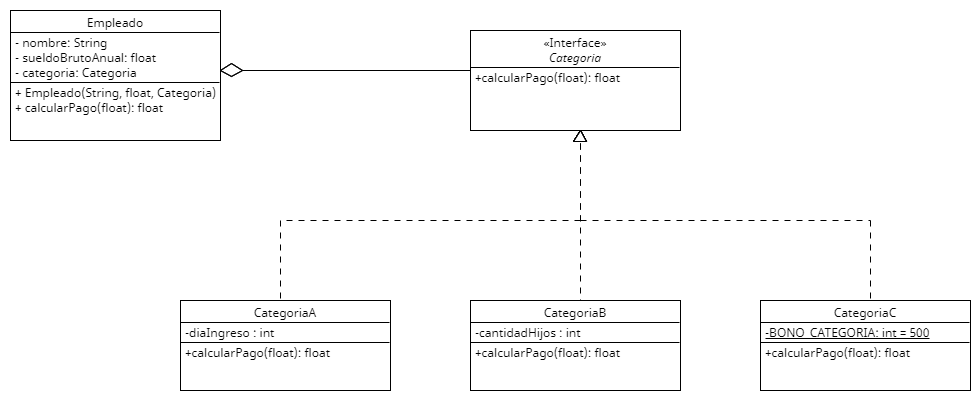 Empleado
- nombre: String
- sueldoBrutoAnual: float
- categoria: Categoria
+ Empleado(String, float, Categoria)
+ calcularPago(float): float
«Interface»
Categoria
+calcularPago(float): float
CategoriaA
-diaIngreso : int
+calcularPago(float): float
CategoriaB
-cantidadHijos : int
+calcularPago(float): float
CategoriaC
-BONO_CATEGORIA: int = 500
+calcularPago(float): float